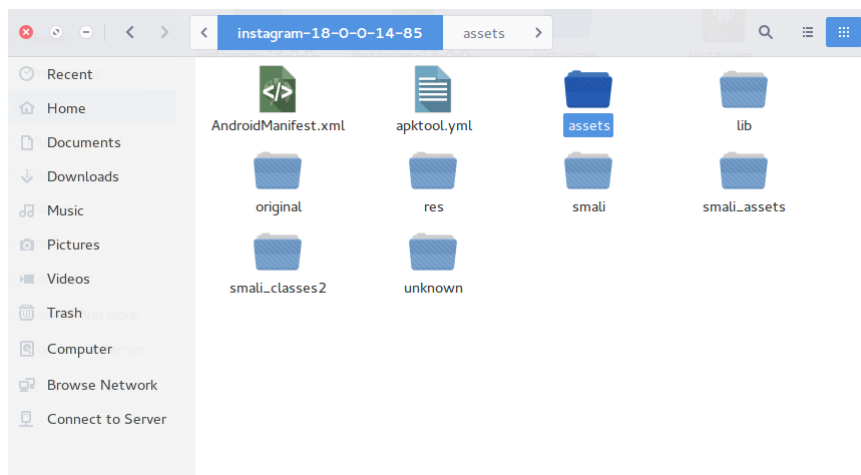 instagram-18-0-0-14-85 assets
Recent
Home
Documents
Downloads
Music
Pictures
Videos
Trash
Computer
Browse Network
Connect to Server
AndroidManifest.xml apktool.yml assets lib
original res smali smali_assets
smali_classes2 unknown